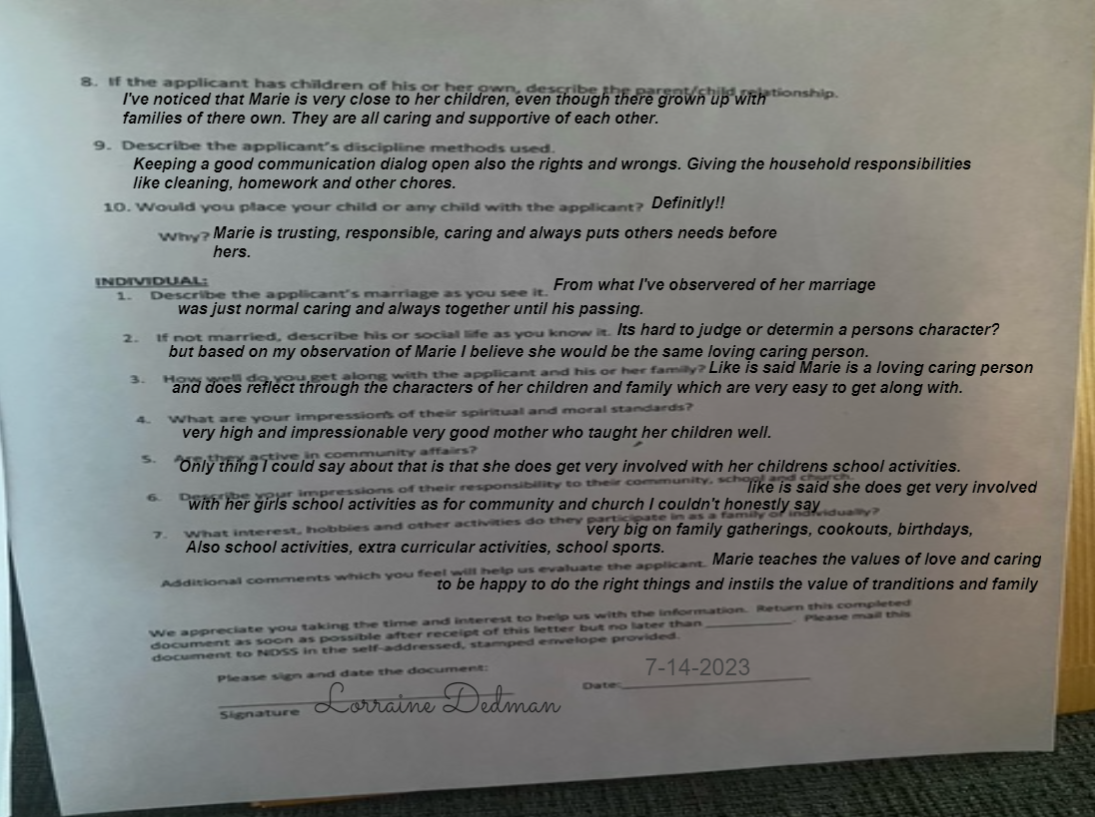 8. If the applicant has children of his or her own, describe the parent/child relationship.
I've noticed that Marie is very close to her children, even though there grown up with
families of there own. They are all caring and supportive of each other.
9. Describe the applicant's discipline methods used.
Keeping a good communication dialog open also the rights and wrongs. Giving the household responsibilities
like cleaning, homework and other chores.
10. Would you place your child or any child with the applicant? Definitly!!
Why? Marie is trusting, responsible, caring and always puts others needs before
hers.
INDIVIDUAL:
1. Describe the applicant's marriage as you see it. From what I've observered of her marriage
was just normal caring and always together until his passing.
2. If not married, describe his or social life as you know it. Its hard to judge or determin a persons character?
but based on my observation of Marie I believe she would be the same loving caring person.
3. How well do you get along with the applicant and his or her family? Like is said Marie is a loving caring person
and does reflect through the characters of her children and family which are very easy to get along with.
4. What are your impressions of their spiritual and moral standards?
very high and impressionable very good mother who taught her children well.
5. Are they active in community affairs?
Only thing I could say about that is that she does get very involved with her childrens school activities.
6. Describe your impressions of their responsibility to their community, school and church. like is said she does get very involved
with her girls school activities as for community and church I couldn't honestly say
7. What interest, hobbies and other activities do they participate in as a family or individually?
very big on family gatherings, cookouts, birthdays,
Also school activities, extra curricular activities, school sports.
Additional comments which you feel will help us evaluate the applicant. Marie teaches the values of love and caring
to be happy to do the right things and instils the value of tranditions and family
We appreciate you taking the time and interest to help us with the information. Return this completed
document as soon as possible after receipt of this letter but no later than __________. Please mail this
document to NDSS in the self-addressed, stamped envelope provided.
Please sign and date the document:
Signature Lorraine Dedman Date: 7-14-2023